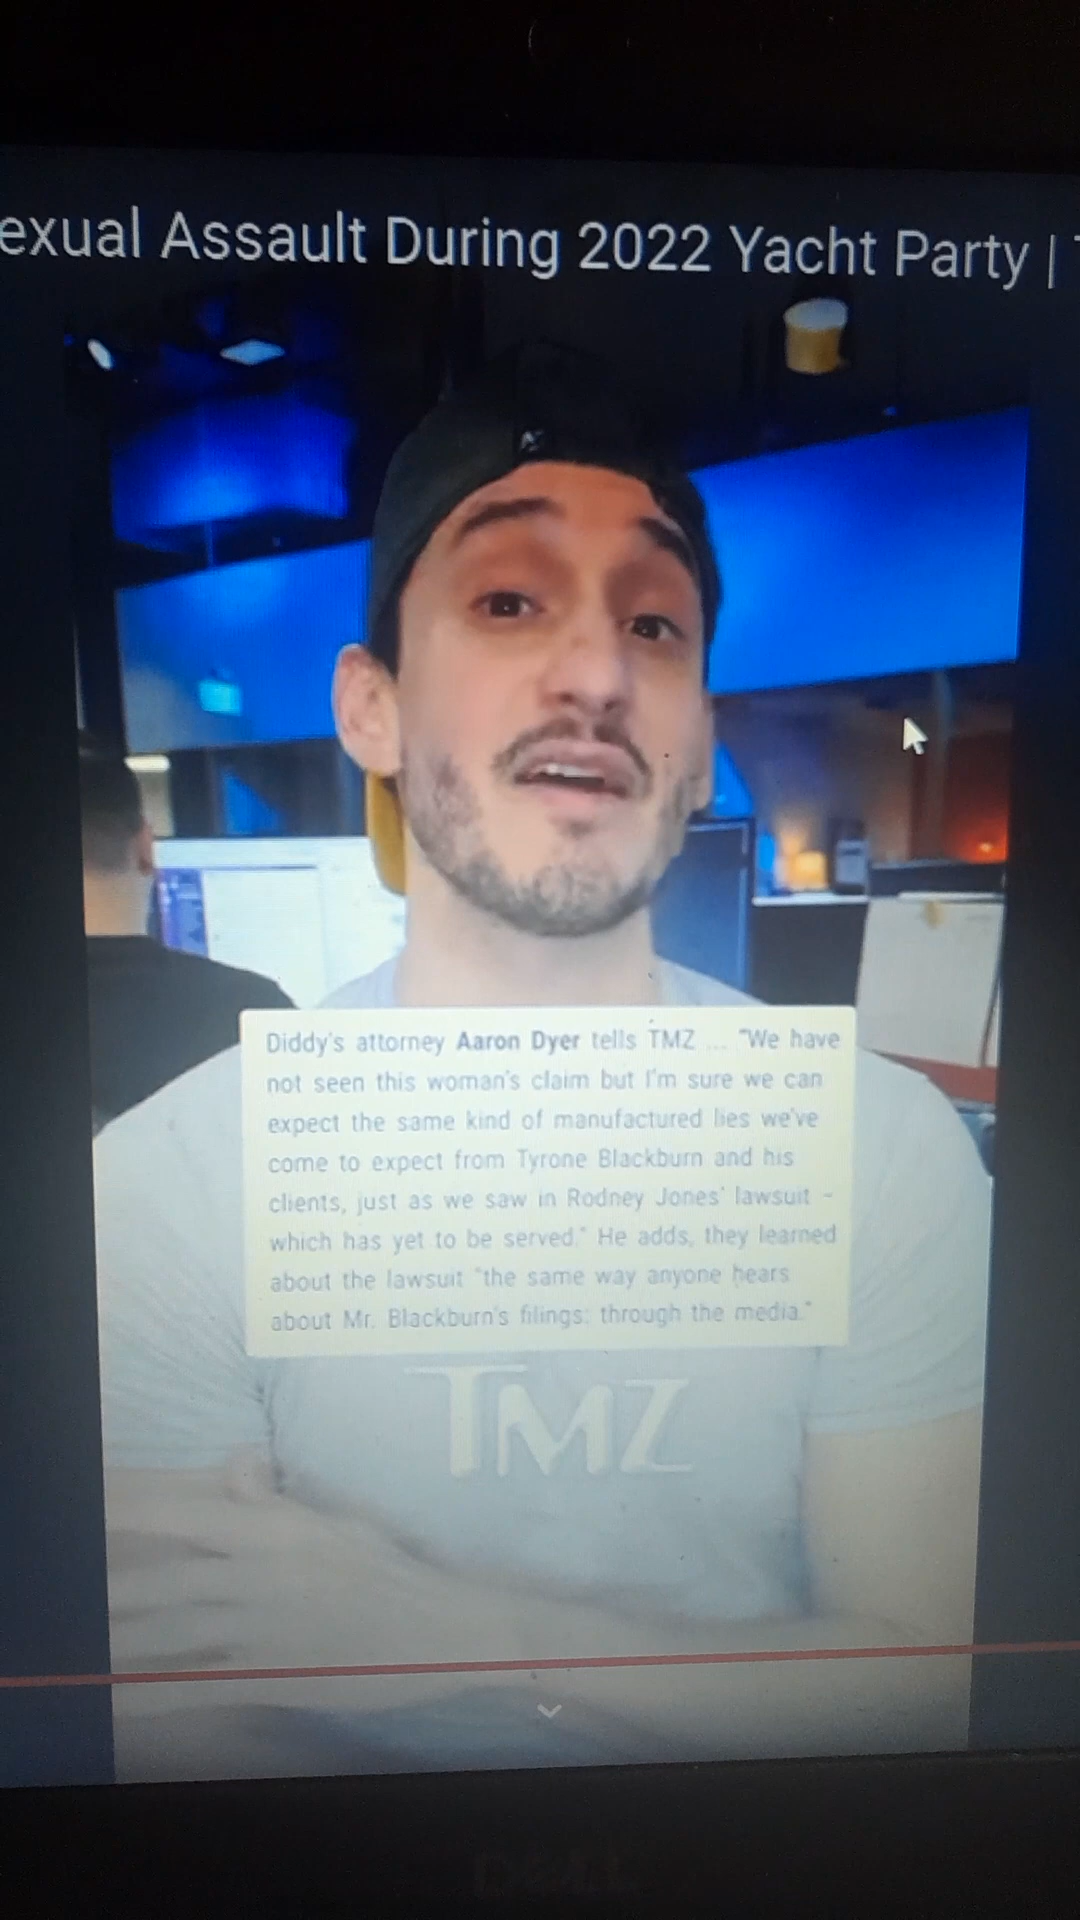 exual Assault During 2022 Yacht Party |
Diddy's attorney Aaron Dyer tells TMZ ... "We have
not seen this woman's claim but I'm sure we can
expect the same kind of manufactured lies we've
come to expect from Tyrone Blackburn and his
clients, just as we saw in Rodney Jones' lawsuit -
which has yet to be served." He adds, they learned
about the lawsuit "the same way anyone hears
about Mr. Blackburn's filings: through the media."
TMZ
DELL